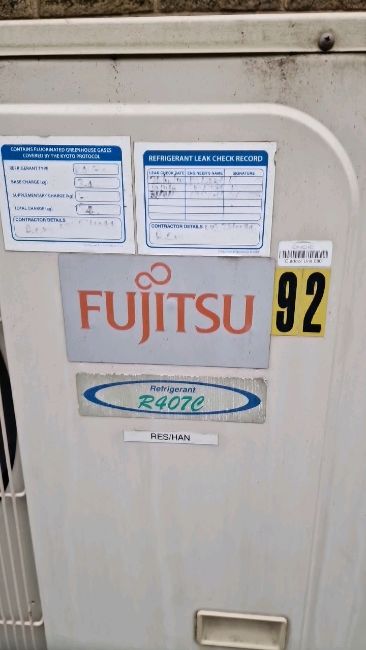 CONTAINS FLUORINATED GREENHOUSE GASES
COVERED BY THE KYOTO PROTOCOL
REFRIGERANT TYPE
BASE CHARGE (kg)
SUPPLEMENTARY CHARGE (kg)
TOTAL CHARGE (kg)
CONTRACTOR DETAILS
REFRIGERANT LEAK CHECK RECORD
LEAK CHECK DATE ENGINEER'S NAME SIGNATURE
CONTRACTOR DETAILS
FUJITSU
92
Refrigerant
R407C
RES/HAN